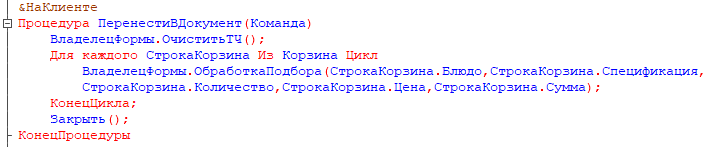 &НаКлиенте
Процедура ПеренестиВДокумент(Команда)
ВладелецФормы.ОчиститьТЧ();
Для каждого СтрокаКорзина Из Корзина Цикл
ВладелецФормы.ОбработкаПодбора(СтрокаКорзина.Блюдо,СтрокаКорзина.Спецификация,
СтрокаКорзина.Количество,СтрокаКорзина.Цена,СтрокаКорзина.Сумма);
КонецЦикла;
Закрыть();
КонецПроцедуры